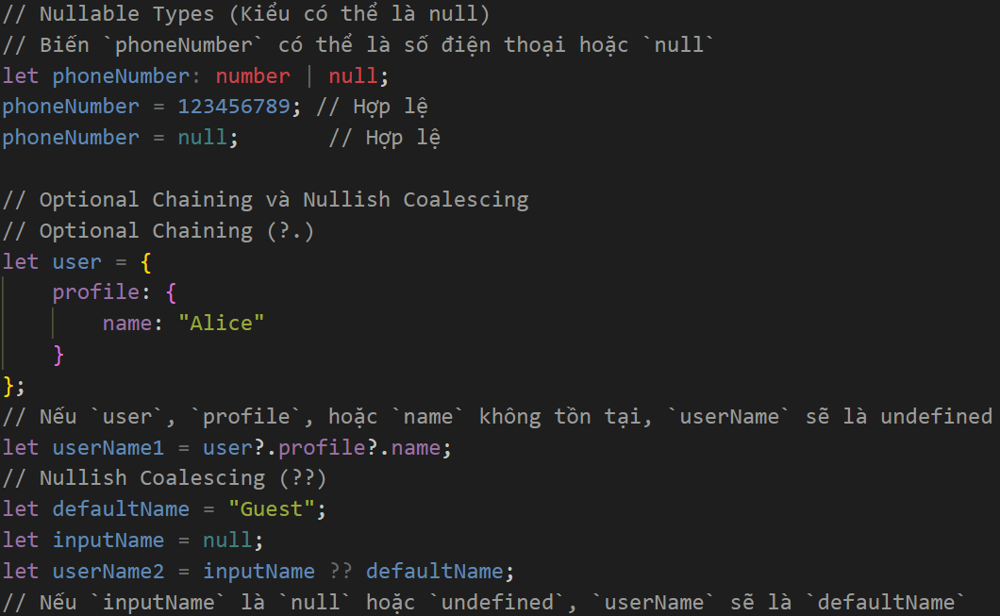 // Nullable Types (Kiểu có thể là null)
// Biến `phoneNumber` có thể là số điện thoại hoặc `null`
let phoneNumber: number | null;
phoneNumber = 123456789; // Hợp lệ
phoneNumber = null;       // Hợp lệ

// Optional Chaining và Nullish Coalescing
// Optional Chaining (?.)
let user = {
    profile: {
        name: "Alice"
    }
};
// Nếu `user`, `profile`, hoặc `name` không tồn tại, `userName` sẽ là undefined
let userName1 = user?.profile?.name;
// Nullish Coalescing (??)
let defaultName = "Guest";
let inputName = null;
let userName2 = inputName ?? defaultName;
// Nếu `inputName` là `null` hoặc `undefined`, `userName` sẽ là `defaultName`